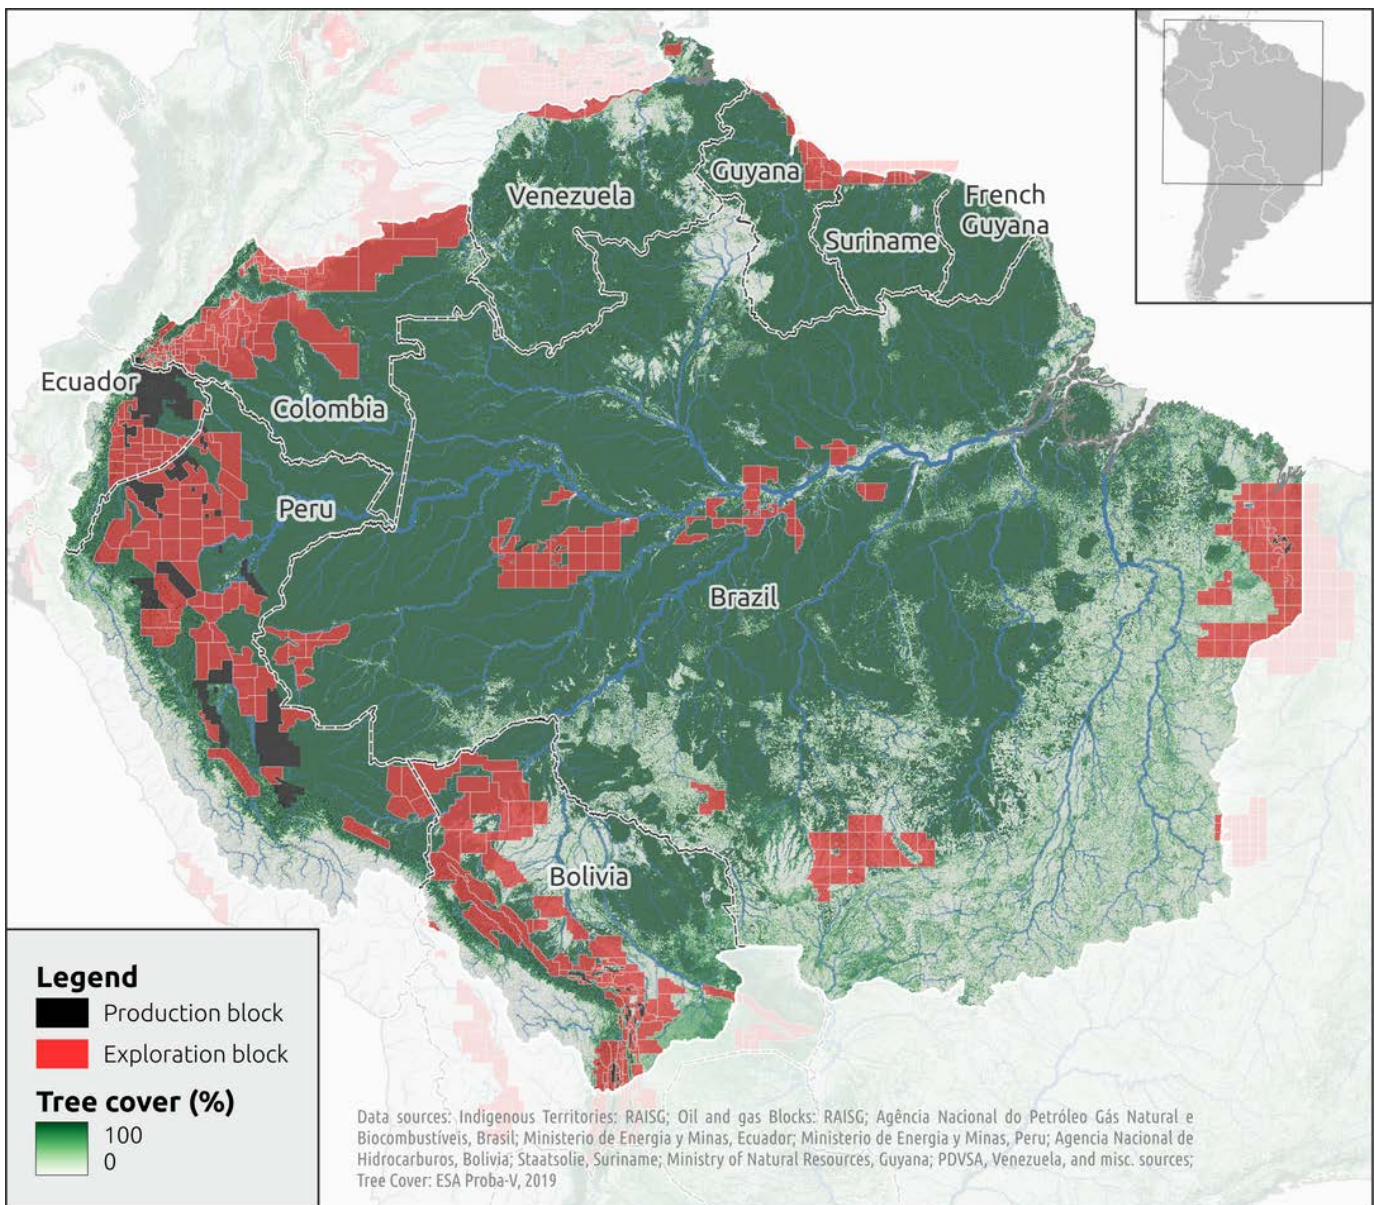 Venezuela
Guyana
Suriname
French
Guyana
Ecuador
Colombia
Peru
Brazil
Bolivia
Legend
Production block
Exploration block
Tree cover (%)
100
0
Data sources: Indigenous Territories: RAISG; Oil and gas Blocks: RAISG; Agência Nacional do Petróleo Gás Natural e
Biocombustíveis, Brasil; Ministerio de Energia y Minas, Ecuador; Ministerio de Energia y Minas, Peru; Agencia Nacional de
Hidrocarburos, Bolivia; Staatsolie, Suriname; Ministry of Natural Resources, Guyana; PDVSA, Venezuela, and misc. sources;
Tree Cover: ESA Proba-V, 2019